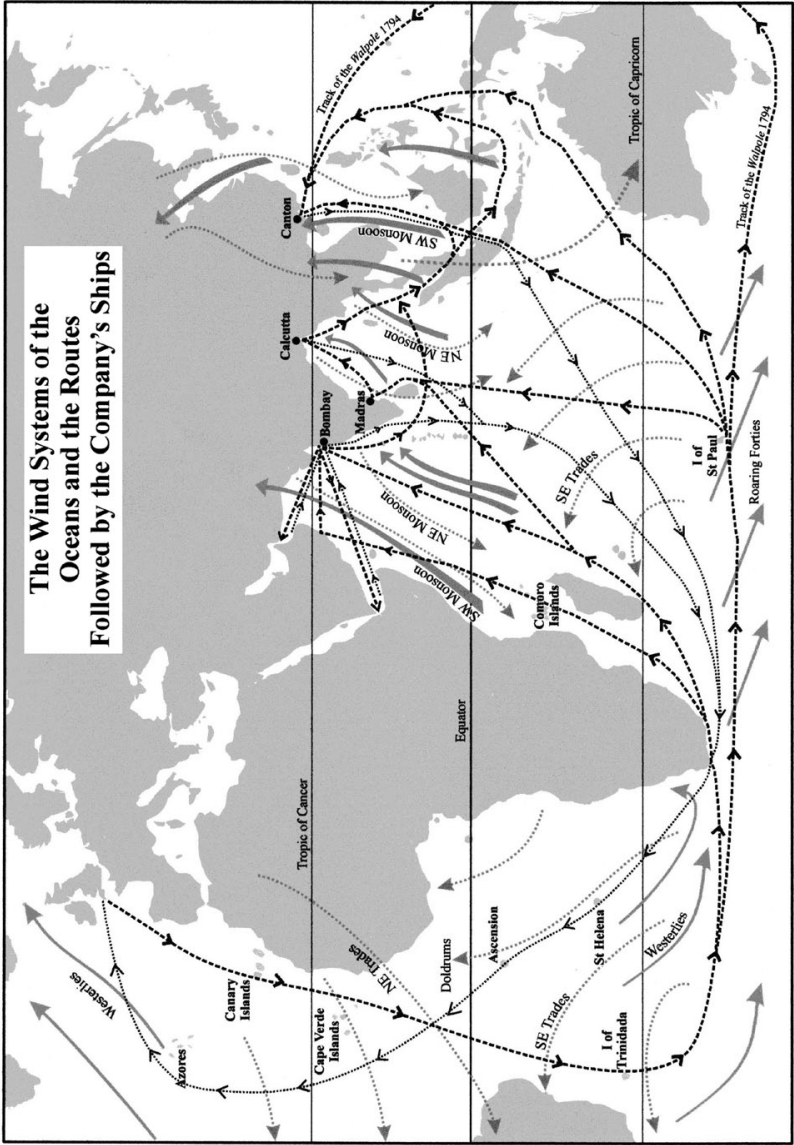 The Wind Systems of the
Oceans and the Routes
Followed by the Company's Ships
Track of the Walpole 1794
Canton
Calcutta
Bombay
Madras
SW Monsoon
NE Monsoon
NE Monsoon
SW Monsoon
Tropic of Cancer
Equator
Tropic of Capricorn
Track of the Walpole 1794
Comoro
Islands
SE Trades
I of
St Paul
Roaring Forties
Westerlies
Azores
Canary
Islands
Cape Verde
Islands
NE Trades
Doldrums
Ascension
St Helena
SE Trades
I of
Trinidada
Westerlies